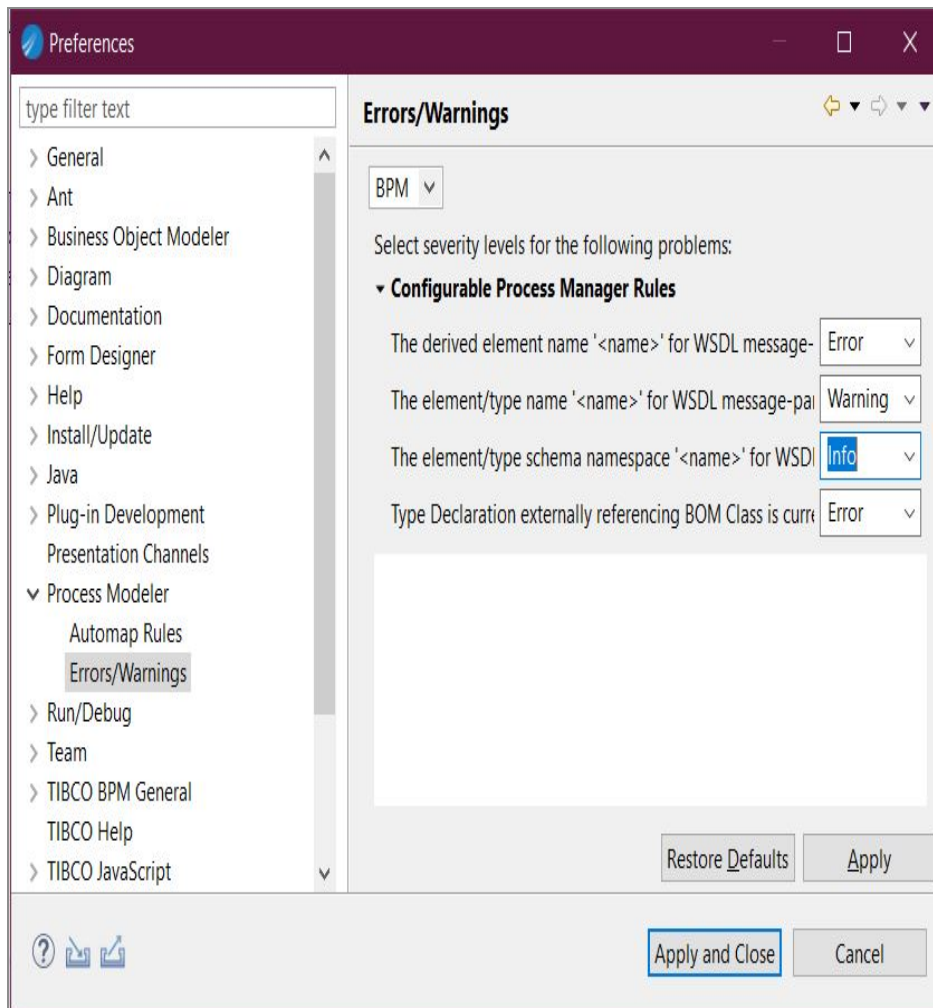 Preferences
type filter text
General
Ant
Business Object Modeler
Diagram
Documentation
Form Designer
Help
Install/Update
Java
Plug-in Development
Presentation Channels
Process Modeler
Automap Rules
Errors/Warnings
Run/Debug
Team
TIBCO BPM General
TIBCO Help
TIBCO JavaScript
Errors/Warnings
BPM
Select severity levels for the following problems:
Configurable Process Manager Rules
The derived element name '<name>' for WSDL message- Error
The element/type name '<name>' for WSDL message-pa Warning
The element/type schema namespace '<name>' for WSD Info
Type Declaration externally referencing BOM Class is curr Error
Restore Defaults Apply
Apply and Close Cancel